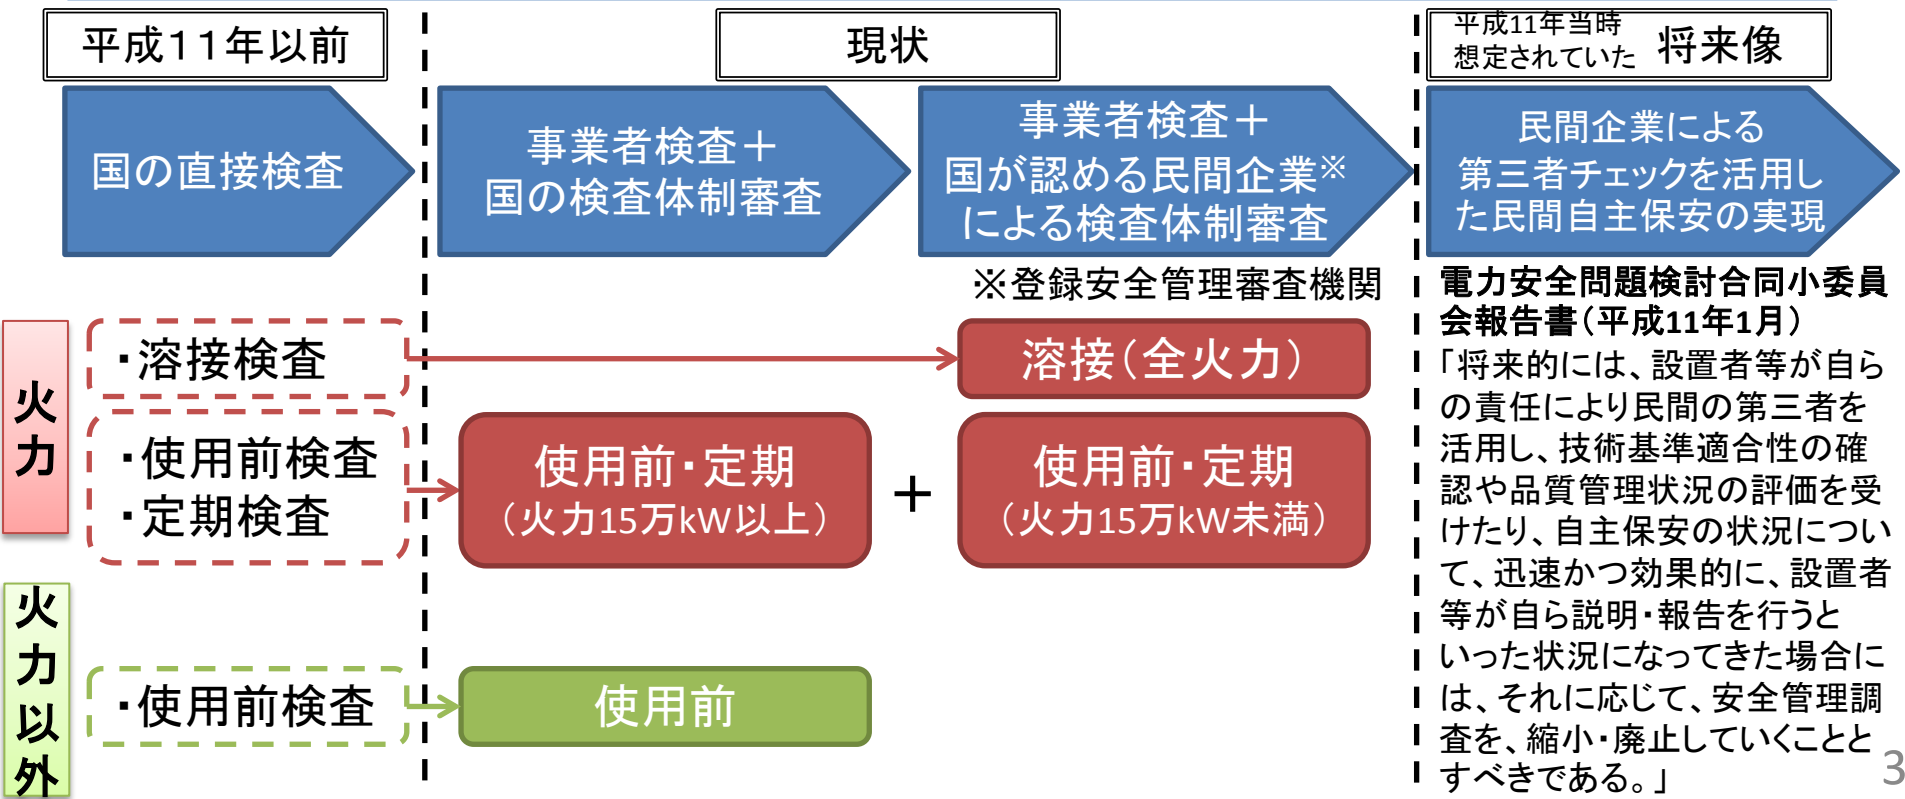 平成11年以前
現状
平成11年当時
想定されていた 将来像
国の直接検査
事業者検査＋
国の検査体制審査
事業者検査＋
国が認める民間企業※
による検査体制審査
民間企業による
第三者チェックを活用し
た民間自主保安の実現
※登録安全管理審査機関
火力
・溶接検査
溶接（全火力）
・使用前検査
・定期検査
使用前・定期
（火力15万kW以上）
＋
使用前・定期
（火力15万kW未満）
火力以外
・使用前検査
使用前
電力安全問題検討合同小委員
会報告書（平成11年1月）
「将来的には、設置者等が自ら
の責任により民間の第三者を
活用し、技術基準適合性の確
認や品質管理状況の評価を受
けたり、自主保安の状況につい
て、迅速かつ効果的に、設置者
等が自ら説明・報告を行うと
いった状況になってきた場合に
は、それに応じて、安全管理調
査を、縮小・廃止していくことと
すべきである。」
3